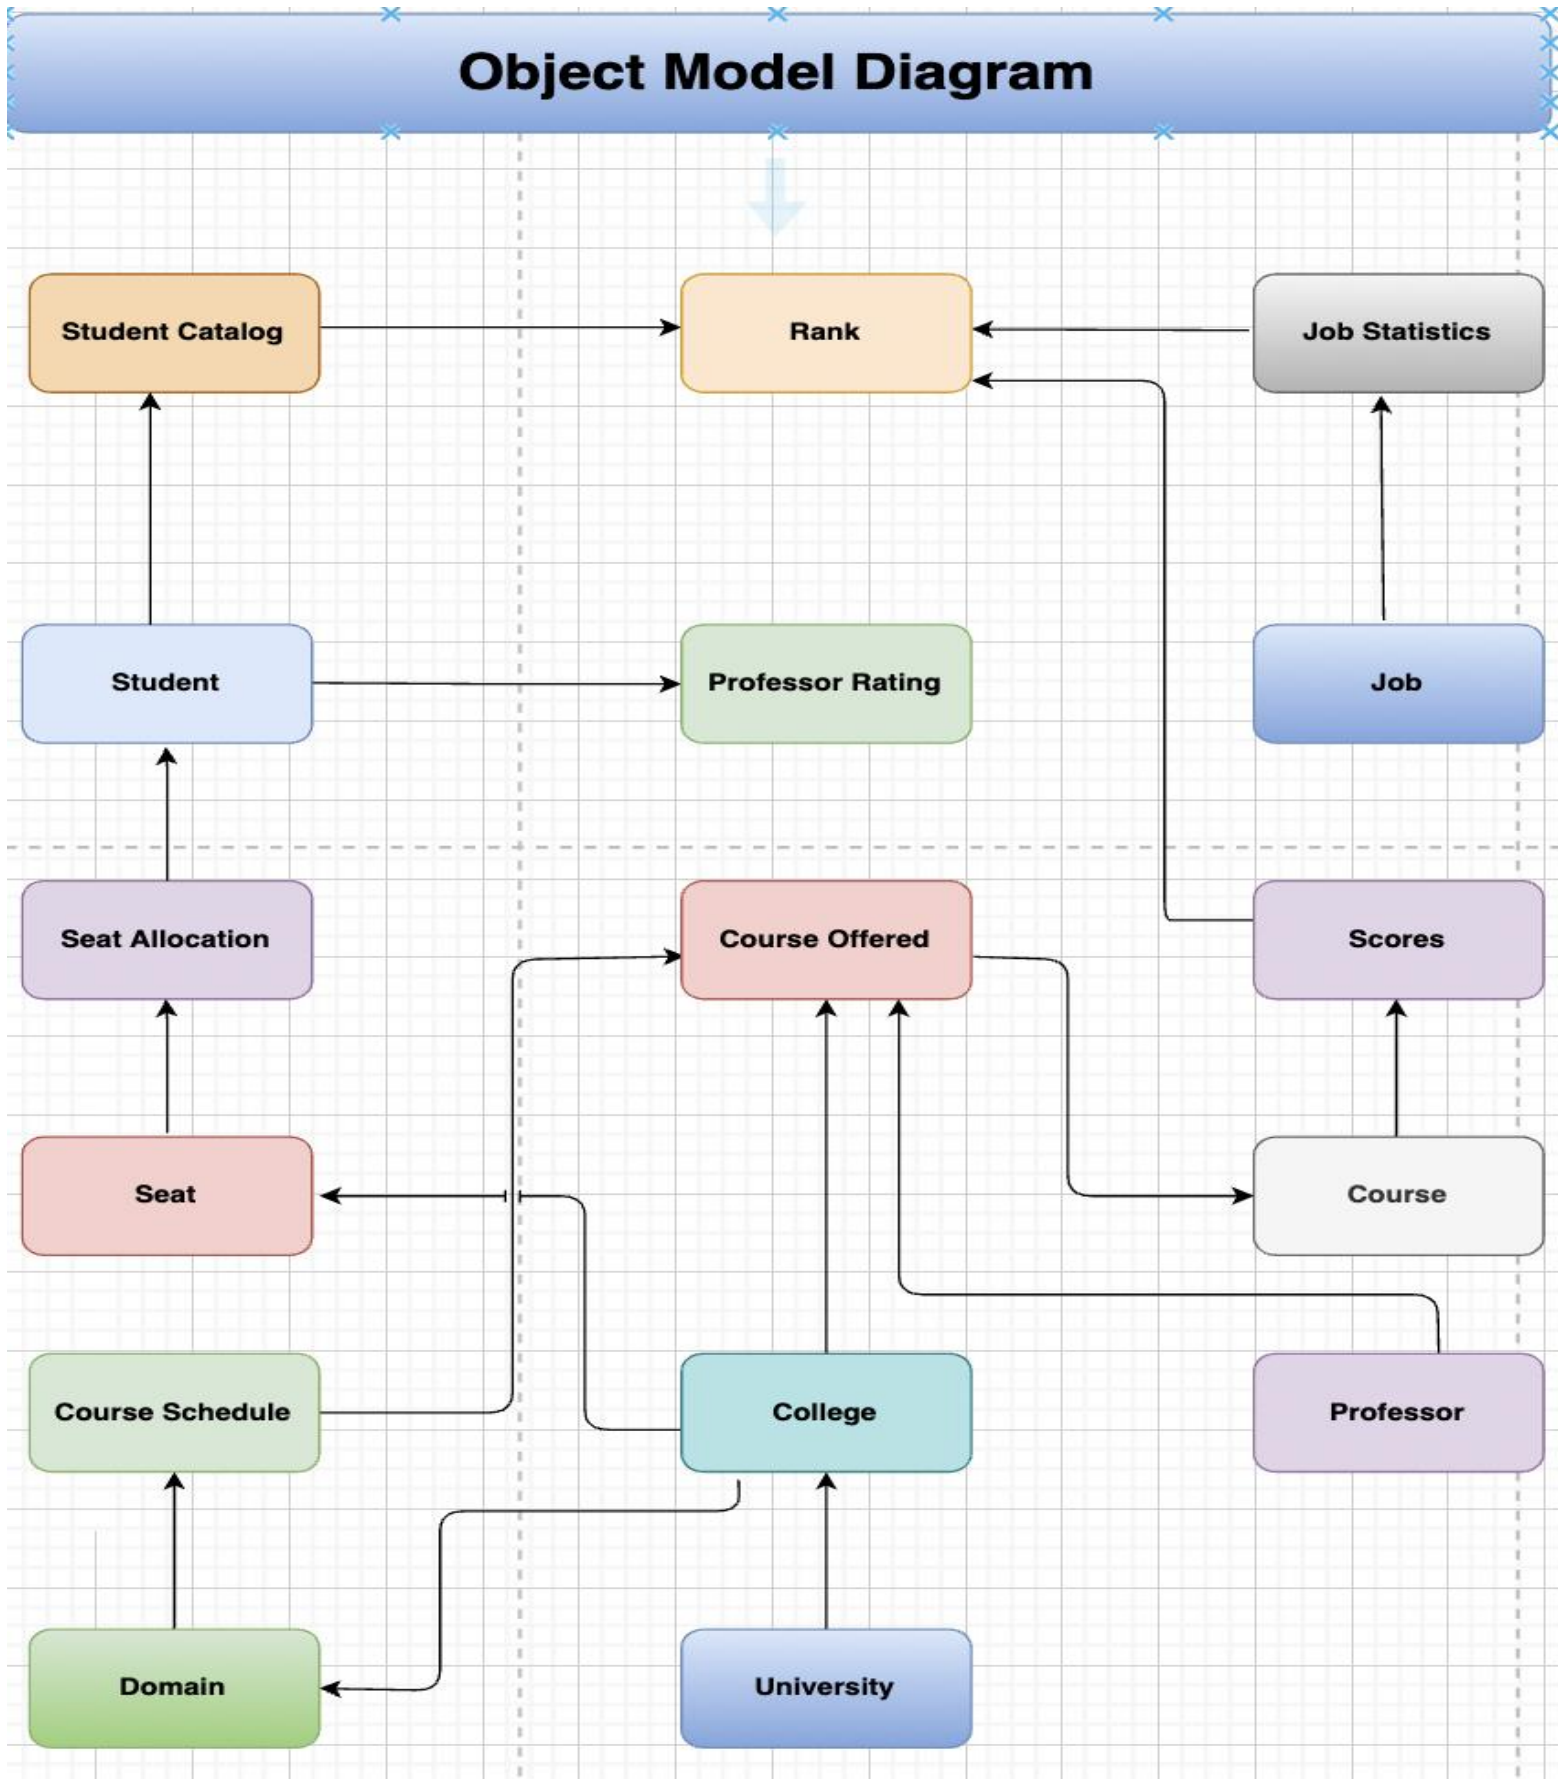 Object Model Diagram
Student Catalog
Rank
Job Statistics
Student
Professor Rating
Job
Seat Allocation
Course Offered
Scores
Seat
Course
Course Schedule
College
Professor
Domain
University